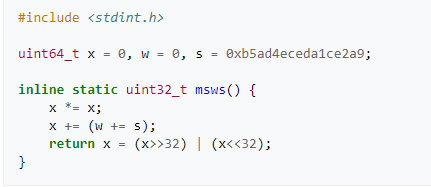 #include <stdint.h>
uint64_t x = 0, w = 0, s = 0xb5ad4eceda1ce2a9;
inline static uint32_t msws() {
    x *= x;
    x += (w += s);
    return x = (x>>32) | (x<<32);
}